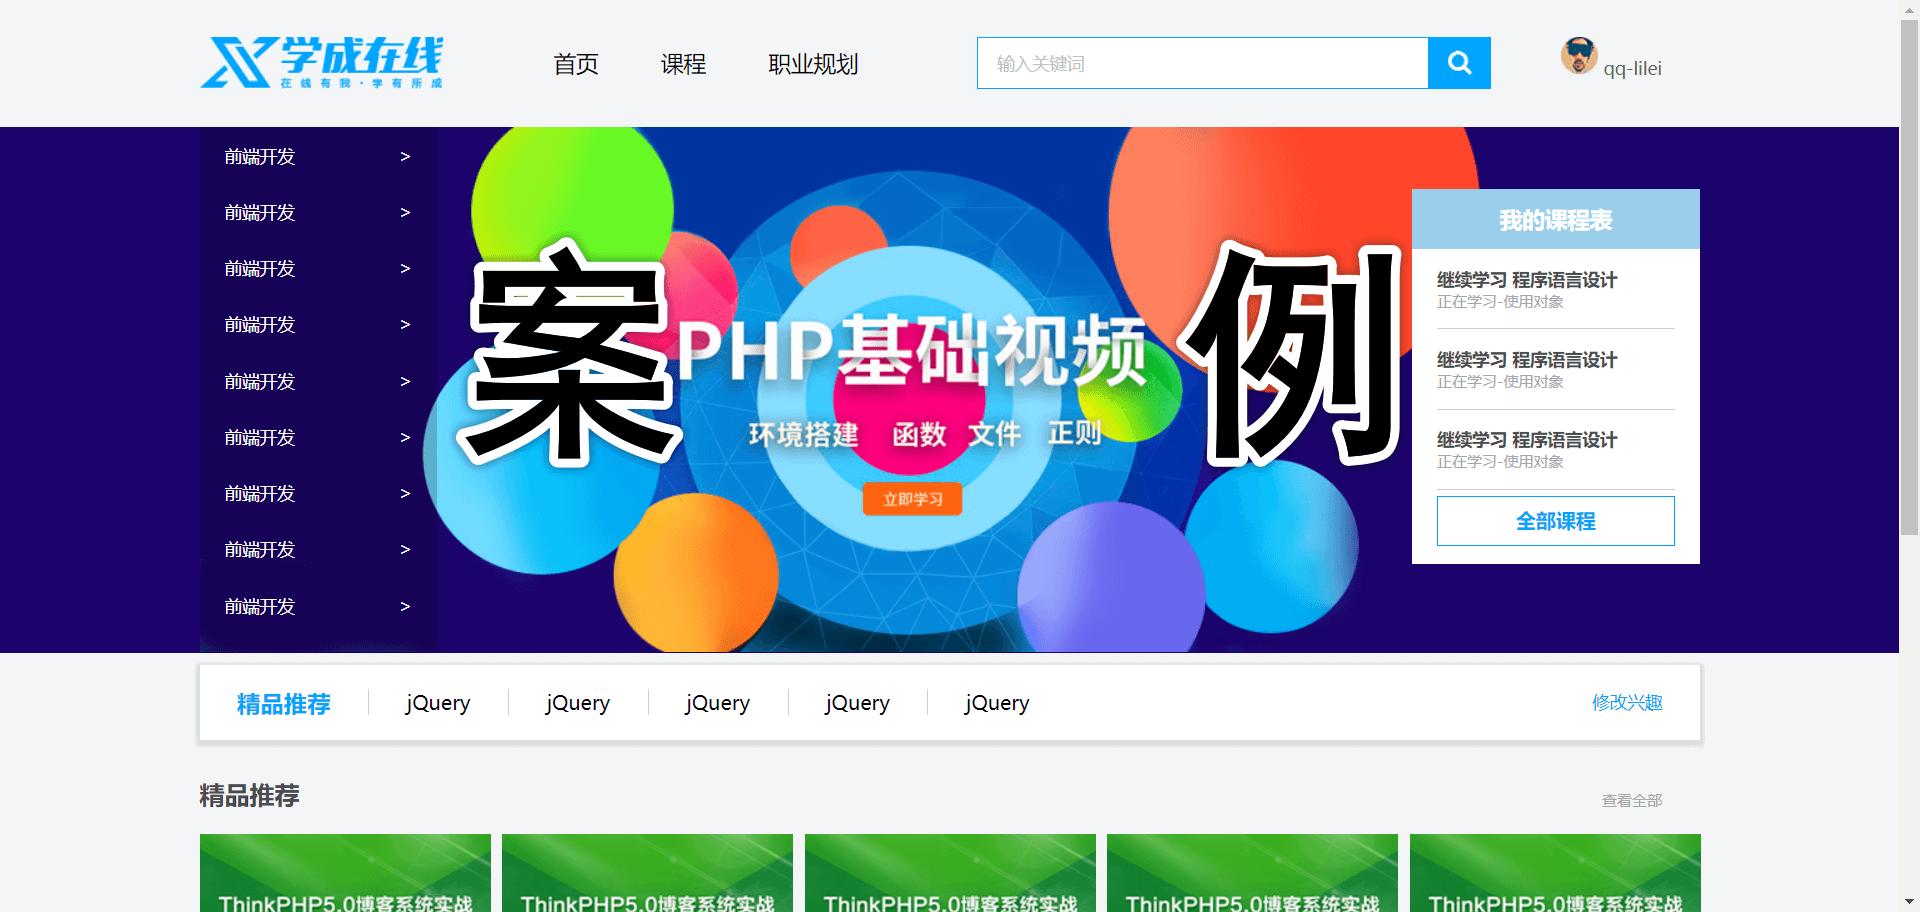 学成在线
在线有我·学有所成
首页 课程 职业规划
输入关键词
qq-lilei
前端开发 >
前端开发 >
前端开发 >
前端开发 >
前端开发 >
前端开发 >
前端开发 >
前端开发 >
前端开发 >
案例
PHP基础视频
环境搭建 函数 文件 正则
立即学习
我的课程表
继续学习 程序语言设计
正在学习-使用对象
继续学习 程序语言设计
正在学习-使用对象
继续学习 程序语言设计
正在学习-使用对象
全部课程
精品推荐 jQuery jQuery jQuery jQuery jQuery 修改兴趣
精品推荐 查看全部
ThinkPHP5.0博客系统实战 ThinkPHP5.0博客系统实战 ThinkPHP5.0博客系统实战 ThinkPHP5.0博客系统实战 ThinkPHP5.0博客系统实战